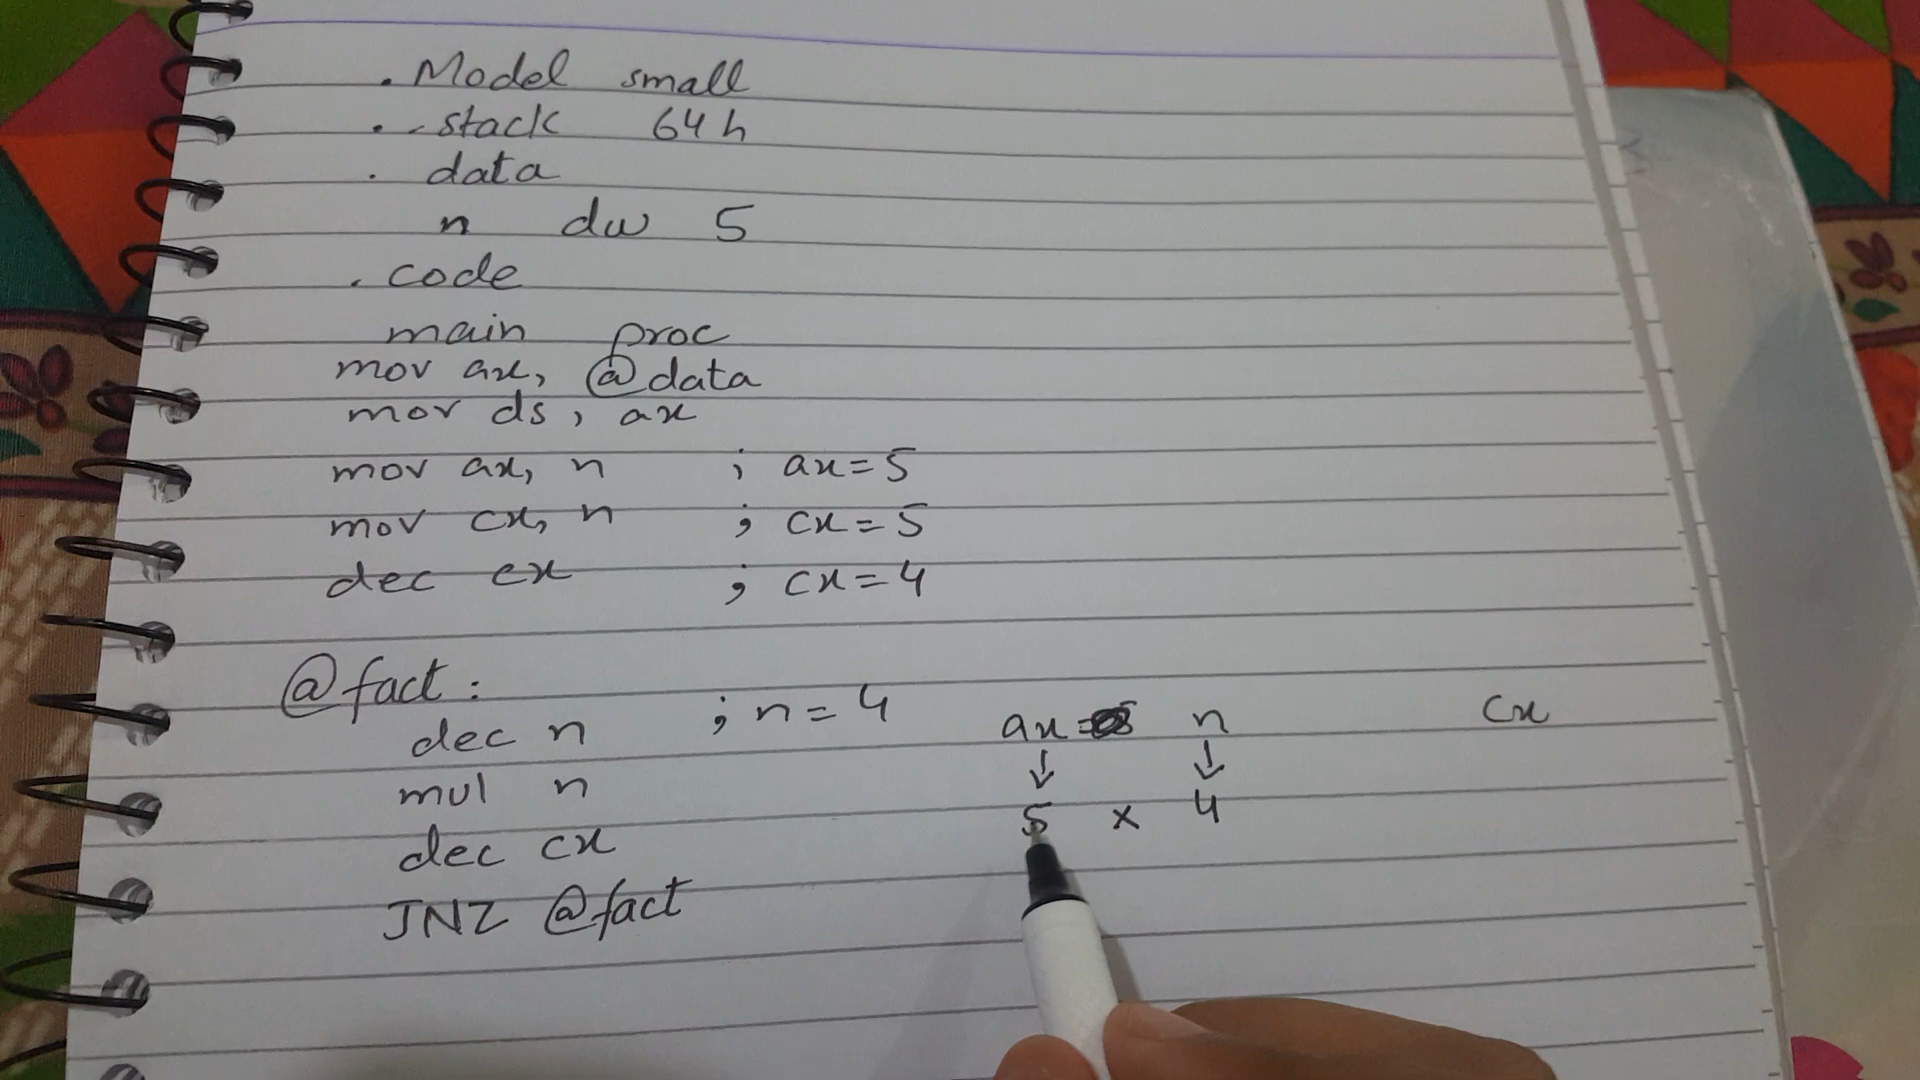 . Model small
. . stack 64h
. data
n dw 5
. code
main proc
mov ax, @data
mov ds, ax
mov ax, n ; ax=5
mov cx, n ; cx=5
dec cx ; cx=4
@fact :
dec n ; n=4 ax= n cx
mul n 5 x 4
dec cx
JNZ @fact